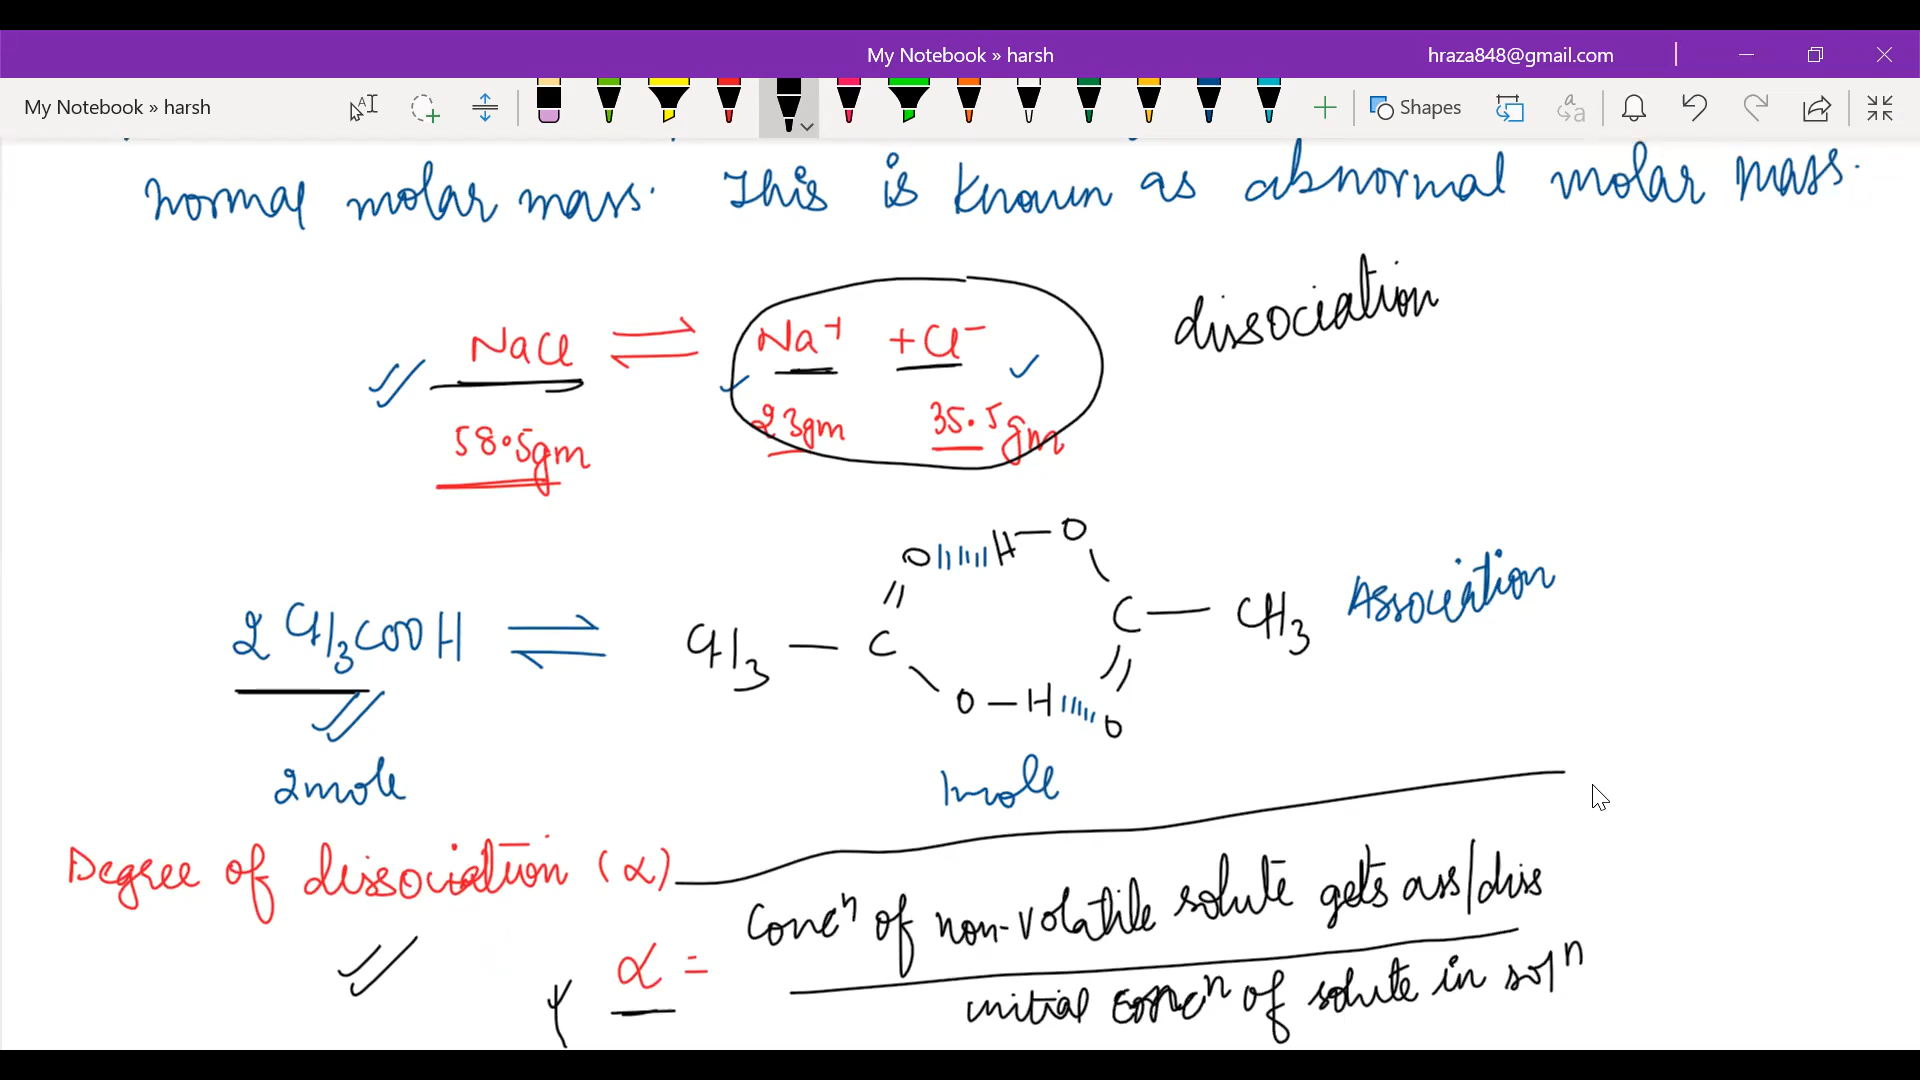 My Notebook » harsh
hraza848@gmail.com
My Notebook » harsh
Shapes
normal molar mass. This is known as abnormal molar mass.
dissociation
NaCl ⇌ Na+ + Cl−
58.5gm 23gm 35.5gm
O H — O
2 CH3COOH ⇌ CH3 — C C — CH3 Association
O — H O
2mole 1mole
Degree of dissociation (α)
Concn of non-volatile solute gets ass/diss
α =
initial concn of solute in soln